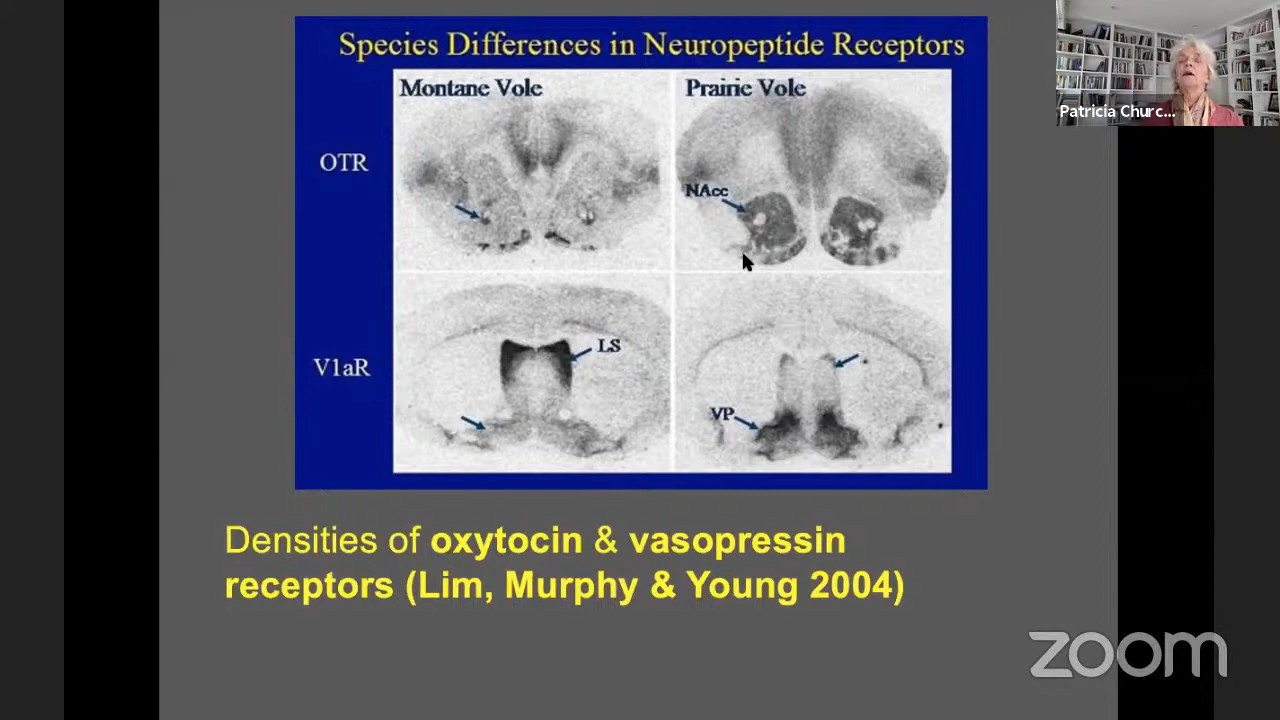 Species Differences in Neuropeptide Receptors
Montane Vole
Prairie Vole
Patricia Churc...
OTR
NAcc
V1aR
LS
VP
Densities of oxytocin & vasopressin
receptors (Lim, Murphy & Young 2004)
zoom